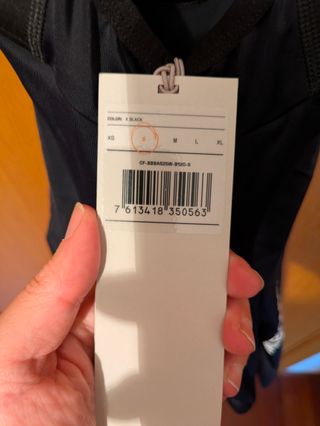 COLOR: X BLACK
XS S M L XL
7 613418 350563